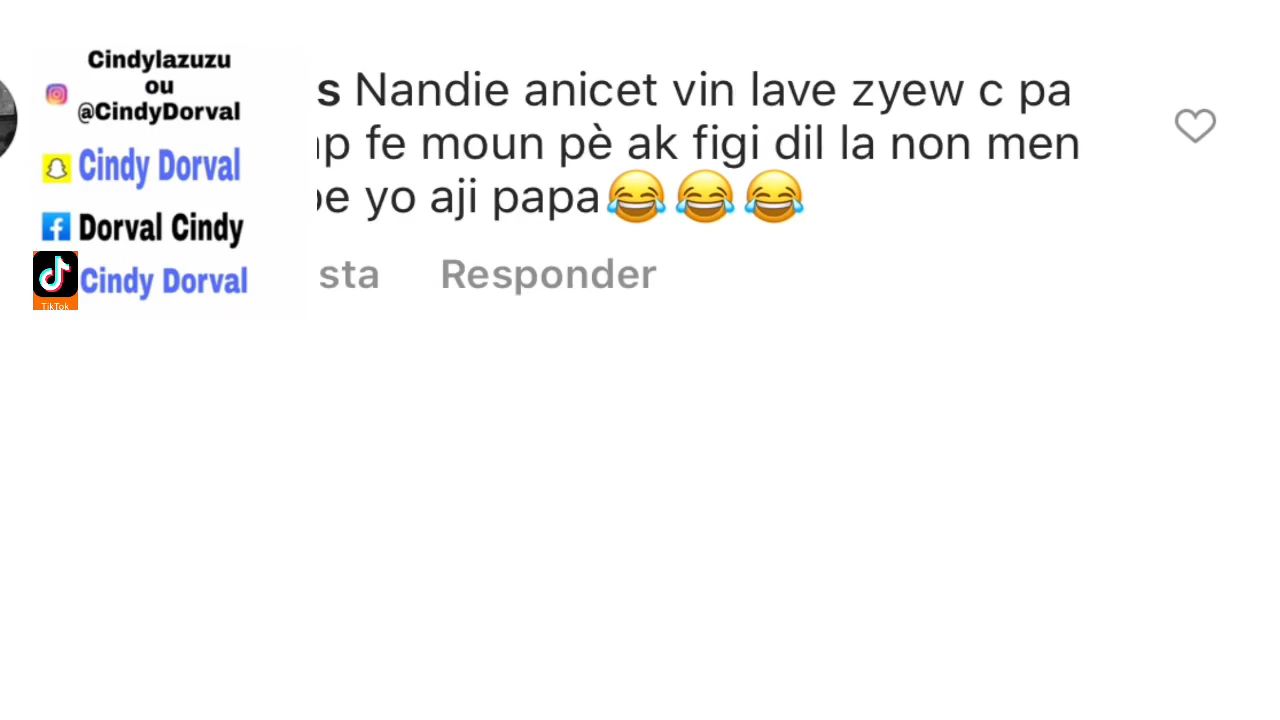 Cindylazuzu
ou
@CindyDorval
Cindy Dorval
Dorval Cindy
Cindy Dorval
TikTok
s Nandie anicet vin lave zyew c pa
fe moun pè ak figi dil la non men
yo aji papa😂😂😂
sta Responder